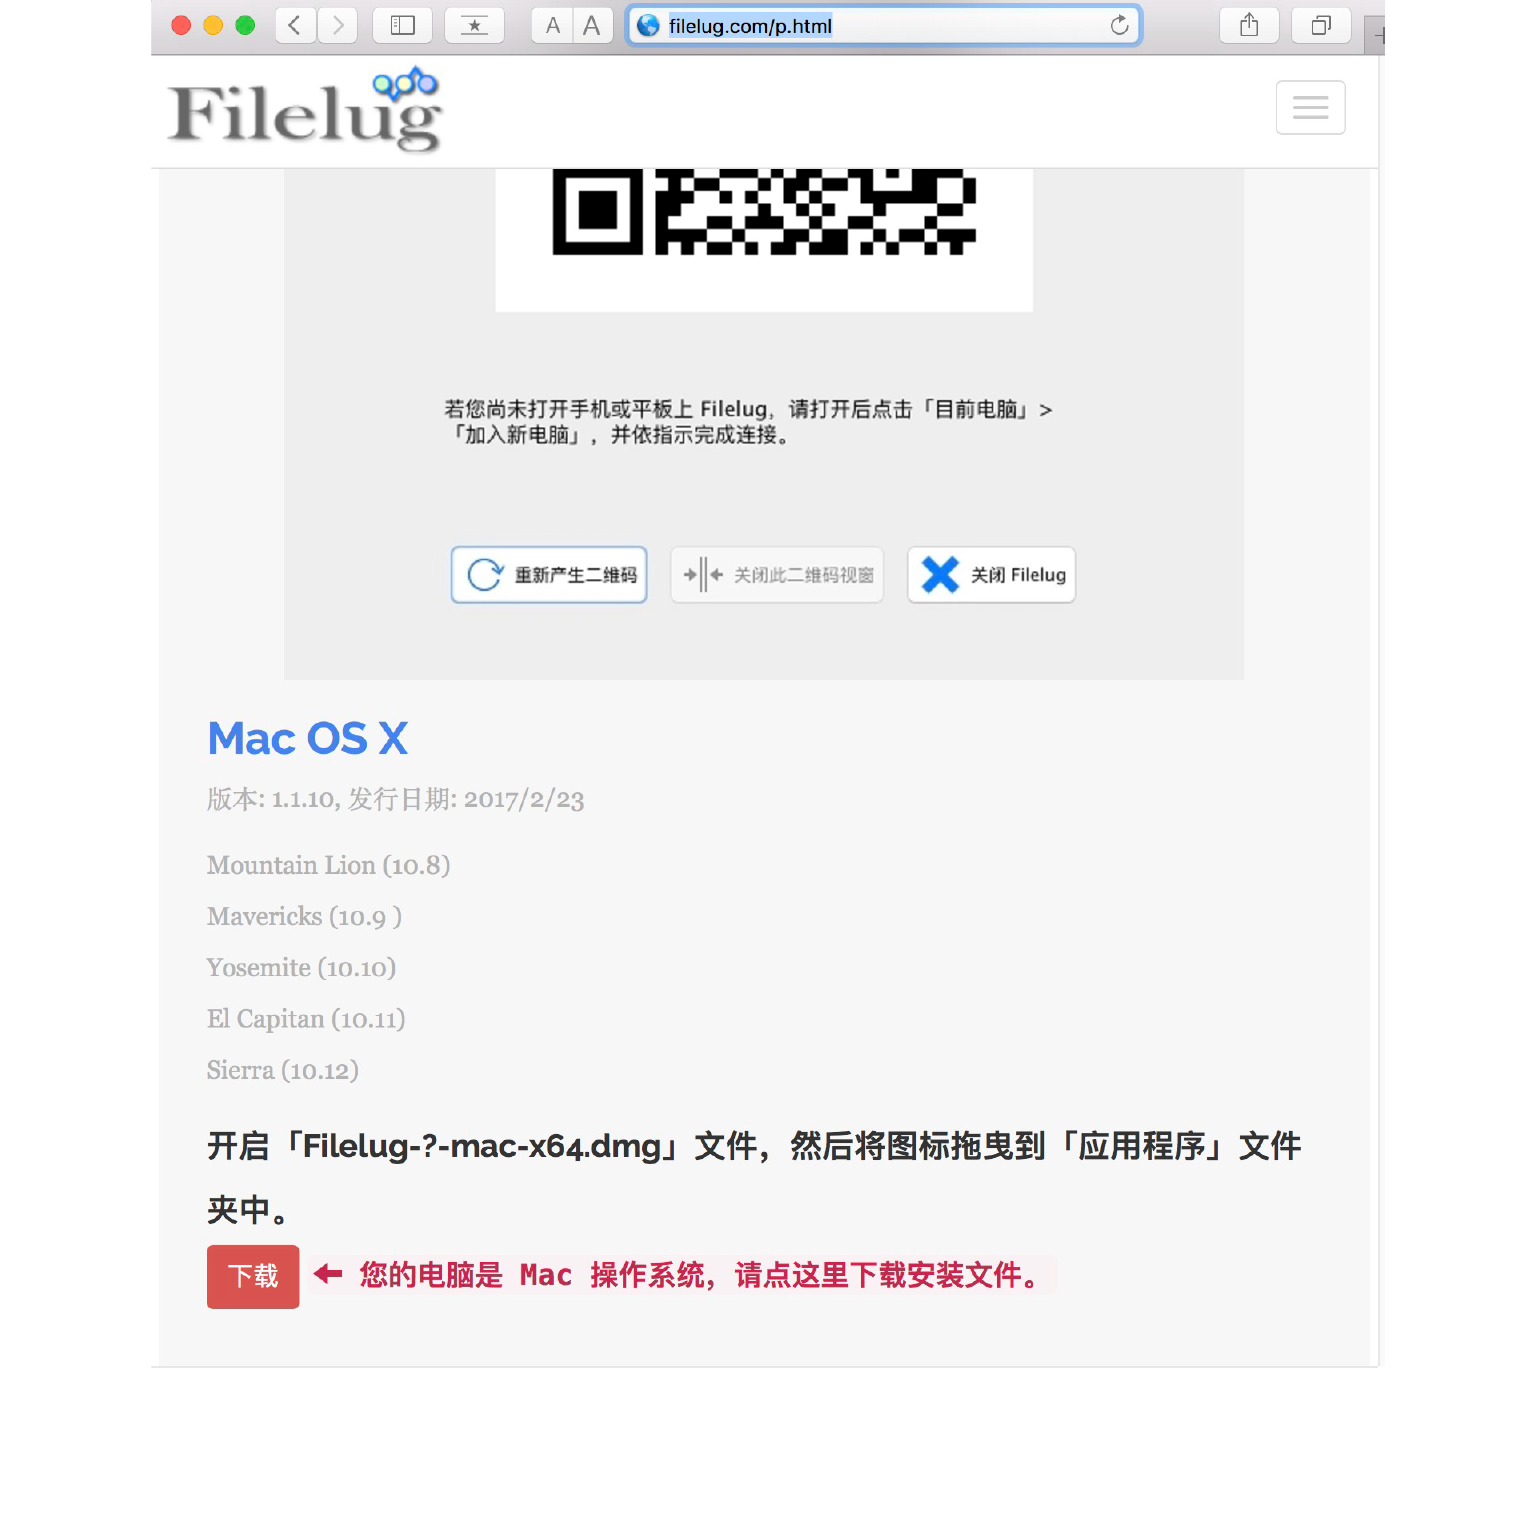 A A filelug.com/p.html
Filelug
若您尚未打开手机或平板上 Filelug，请打开后点击「目前电脑」>
「加入新电脑」，并依指示完成连接。
重新产生二维码 关闭此二维码视窗 关闭 Filelug
Mac OS X
版本: 1.1.10, 发行日期: 2017/2/23
Mountain Lion (10.8)
Mavericks (10.9 )
Yosemite (10.10)
El Capitan (10.11)
Sierra (10.12)
开启「Filelug-?-mac-x64.dmg」文件，然后将图标拖曳到「应用程序」文件
夹中。
下载 ← 您的电脑是 Mac 操作系统，请点这里下载安装文件。